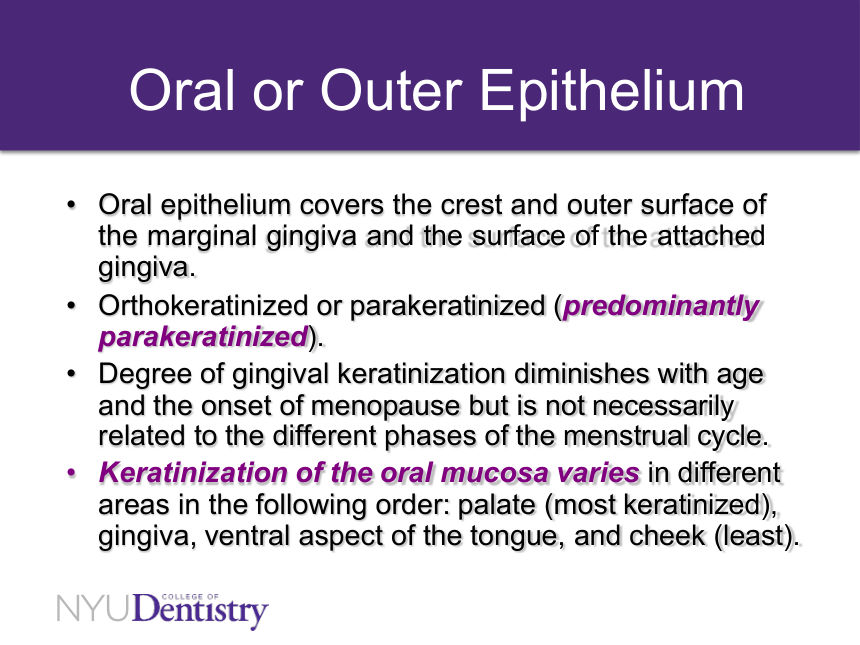 Oral or Outer Epithelium
• Oral epithelium covers the crest and outer surface of
the marginal gingiva and the surface of the attached
gingiva.
• Orthokeratinized or parakeratinized (predominantly
parakeratinized).
• Degree of gingival keratinization diminishes with age
and the onset of menopause but is not necessarily
related to the different phases of the menstrual cycle.
• Keratinization of the oral mucosa varies in different
areas in the following order: palate (most keratinized),
gingiva, ventral aspect of the tongue, and cheek (least).
COLLEGE OF
NYU Dentistry